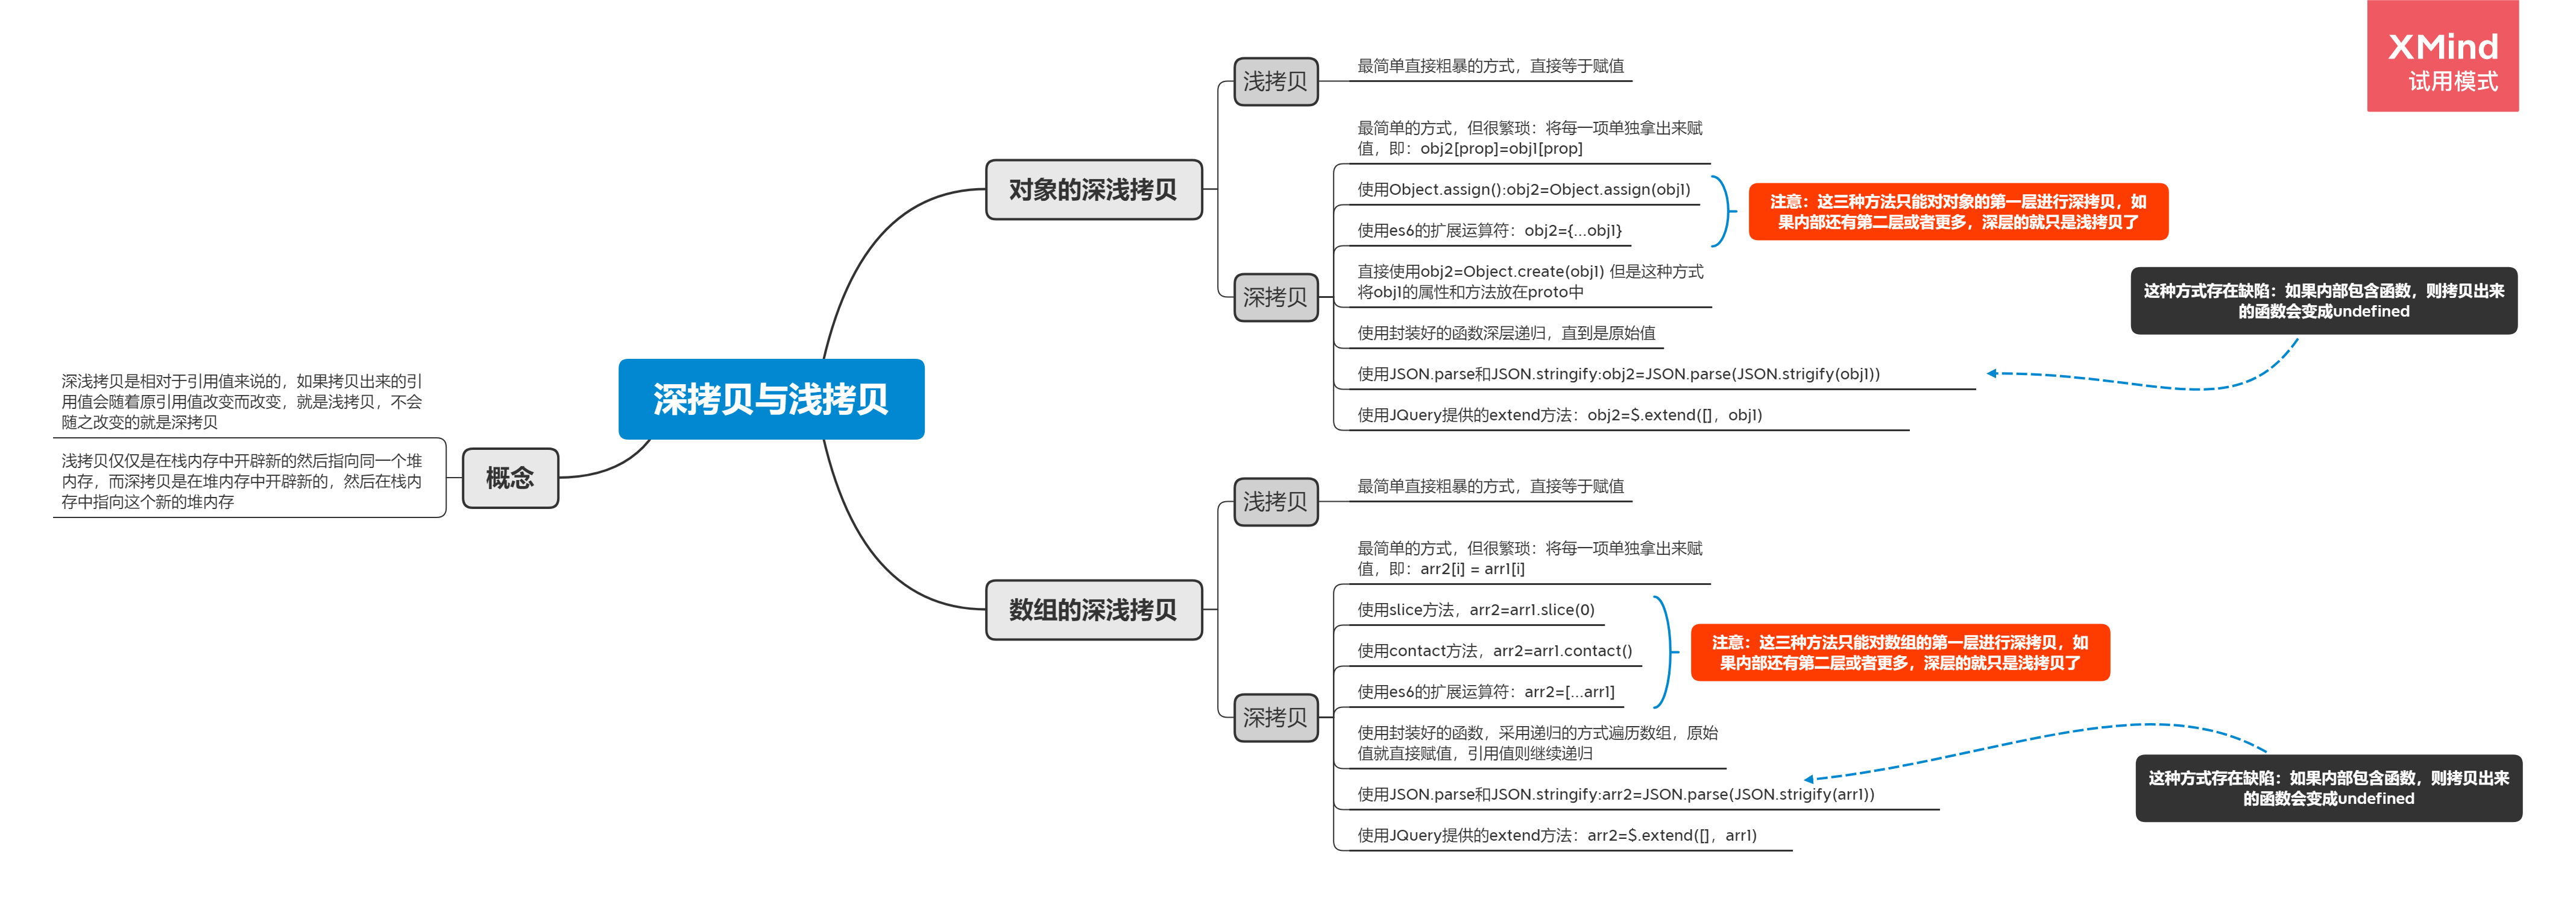 XMind
试用模式
深拷贝与浅拷贝
概念
深浅拷贝是相对于引用值来说的，如果拷贝出来的引
用值会随着原引用值改变而改变，就是浅拷贝，不会
随之改变的就是深拷贝
浅拷贝仅仅是在栈内存中开辟新的然后指向同一个堆
内存，而深拷贝是在堆内存中开辟新的，然后在栈内
存中指向这个新的堆内存
对象的深浅拷贝
浅拷贝
最简单直接粗暴的方式，直接等于赋值
深拷贝
最简单的方式，但很繁琐：将每一项单独拿出来赋
值，即：obj2[prop]=obj1[prop]
使用Object.assign():obj2=Object.assign(obj1)
使用es6的扩展运算符：obj2={...obj1}
注意：这三种方法只能对对象的第一层进行深拷贝，如
果内部还有第二层或者更多，深层的就只是浅拷贝了
直接使用obj2=Object.create(obj1) 但是这种方式
将obj1的属性和方法放在proto中
使用封装好的函数深层递归，直到是原始值
使用JSON.parse和JSON.stringify:obj2=JSON.parse(JSON.strigify(obj1))
这种方式存在缺陷：如果内部包含函数，则拷贝出来
的函数会变成undefined
使用JQuery提供的extend方法：obj2=$.extend([]，obj1)
数组的深浅拷贝
浅拷贝
最简单直接粗暴的方式，直接等于赋值
深拷贝
最简单的方式，但很繁琐：将每一项单独拿出来赋
值，即：arr2[i] = arr1[i]
使用slice方法，arr2=arr1.slice(0)
使用contact方法，arr2=arr1.contact()
使用es6的扩展运算符：arr2=[...arr1]
注意：这三种方法只能对数组的第一层进行深拷贝，如
果内部还有第二层或者更多，深层的就只是浅拷贝了
使用封装好的函数，采用递归的方式遍历数组，原始
值就直接赋值，引用值则继续递归
使用JSON.parse和JSON.stringify:arr2=JSON.parse(JSON.strigify(arr1))
这种方式存在缺陷：如果内部包含函数，则拷贝出来
的函数会变成undefined
使用JQuery提供的extend方法：arr2=$.extend([]，arr1)